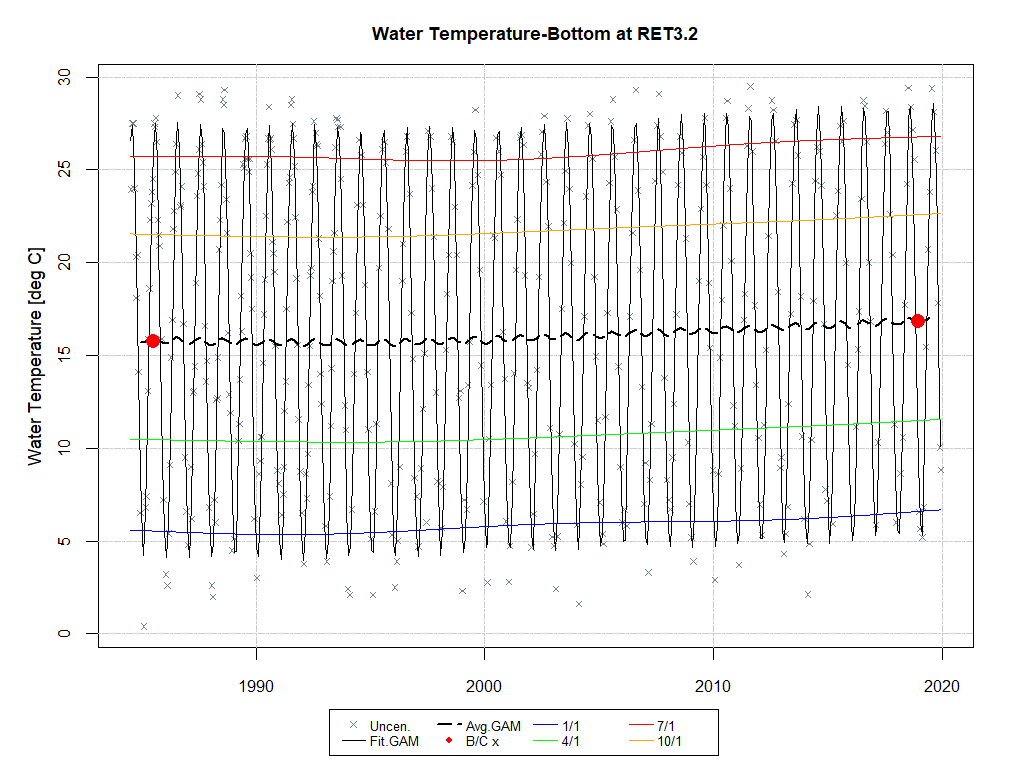 Water Temperature-Bottom at RET3.2
Water Temperature [deg C]
30
25
20
15
10
5
0
1990 2000 2010 2020
Uncen. Avg.GAM 1/1 7/1
Fit.GAM B/C x 4/1 10/1